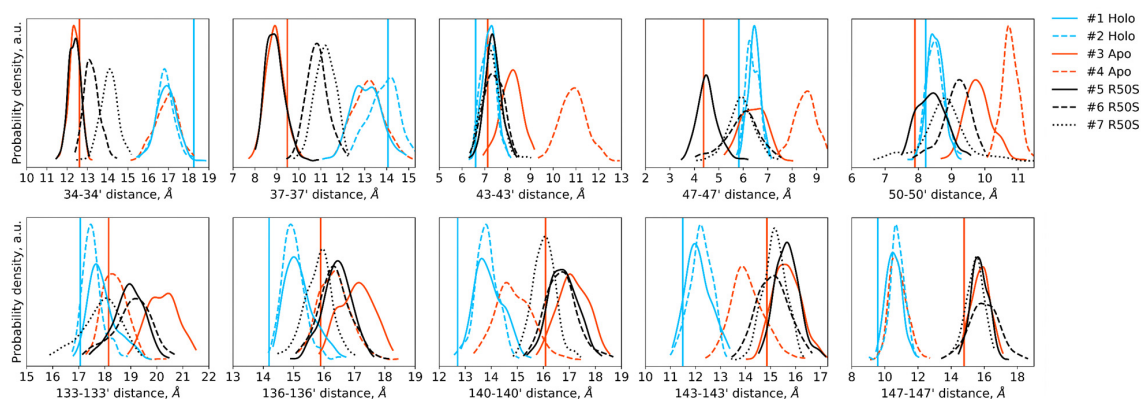 Probability density, a.u.
10 11 12 13 14 15 16 17 18 19
34-34' distance, Å
7 8 9 10 11 12 13 14 15
37-37' distance, Å
5 6 7 8 9 10 11 12 13
43-43' distance, Å
2 3 4 5 6 7 8 9
47-47' distance, Å
6 7 8 9 10 11
50-50' distance, Å
#1 Holo
#2 Holo
#3 Apo
#4 Apo
#5 R50S
#6 R50S
#7 R50S
Probability density, a.u.
15 16 17 18 19 20 21 22
133-133' distance, Å
13 14 15 16 17 18 19
136-136' distance, Å
12 13 14 15 16 17 18 19
140-140' distance, Å
10 11 12 13 14 15 16 17
143-143' distance, Å
8 10 12 14 16 18
147-147' distance, Å